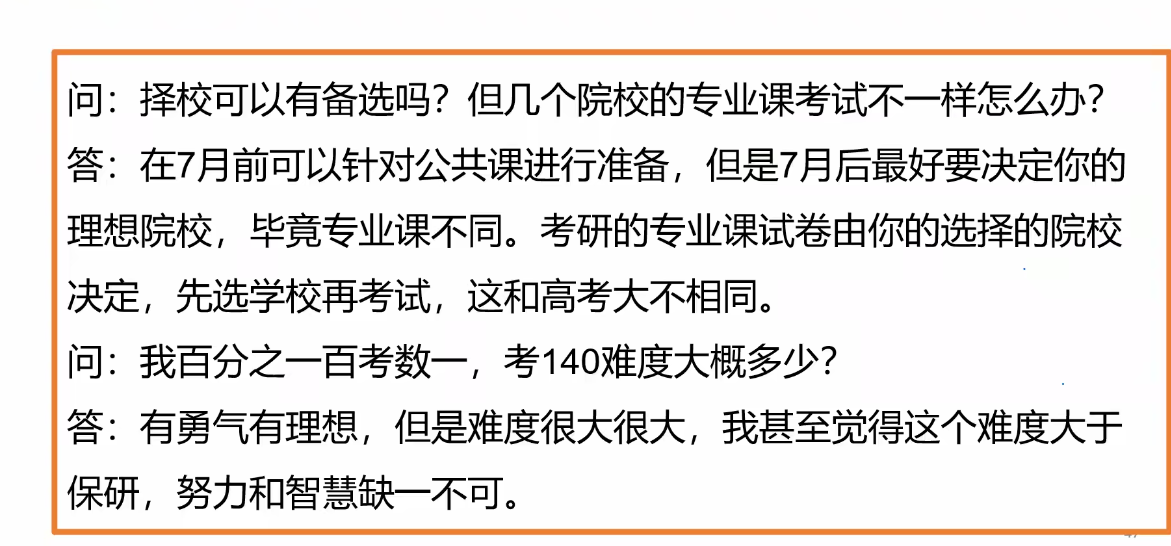 问：择校可以有备选吗？但几个院校的专业课考试不一样怎么办？
答：在7月前可以针对公共课进行准备，但是7月后最好要决定你的
理想院校，毕竟专业课不同。考研的专业课试卷由你的选择的院校
决定，先选学校再考试，这和高考大不相同。
问：我百分之一百考数一，考140难度大概多少？
答：有勇气有理想，但是难度很大很大，我甚至觉得这个难度大于
保研，努力和智慧缺一不可。